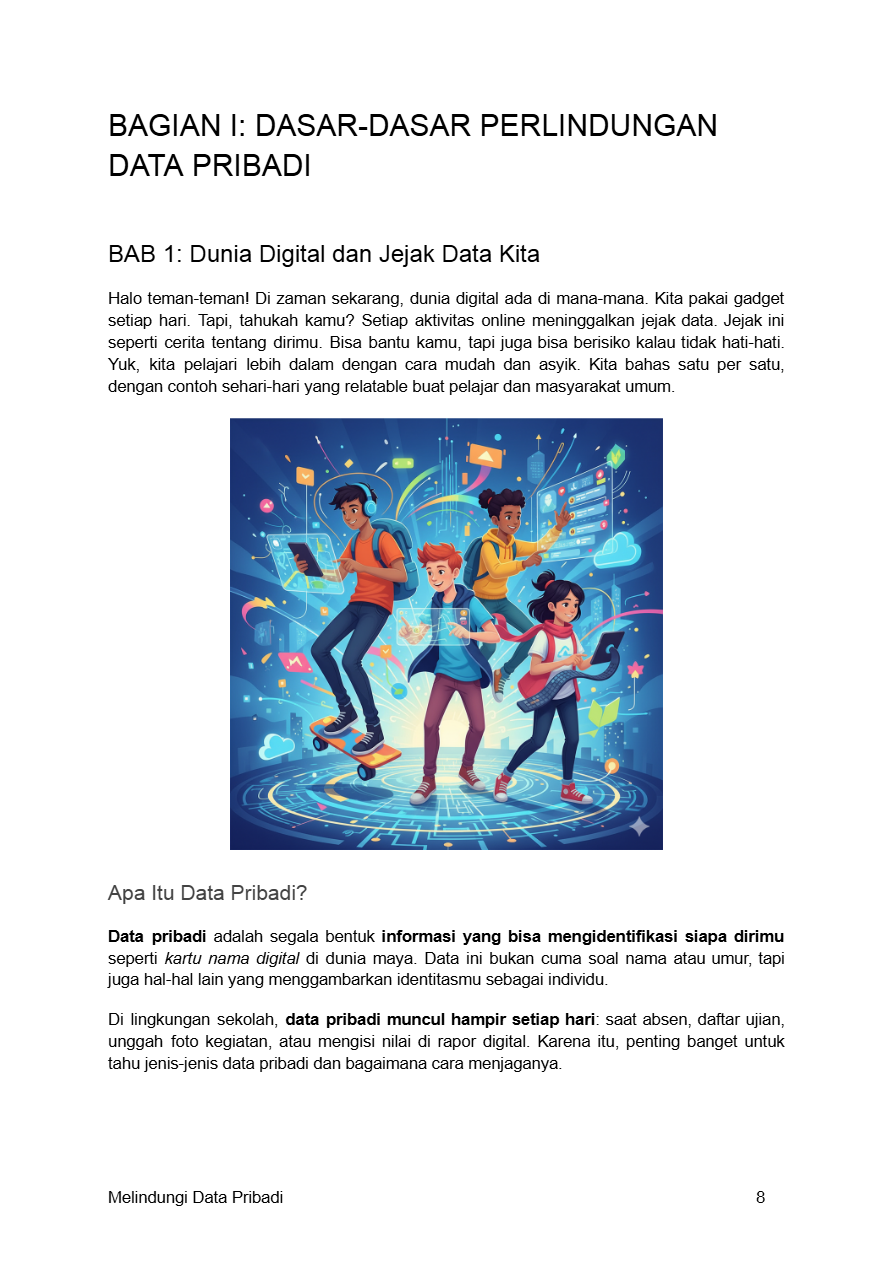 BAGIAN I: DASAR-DASAR PERLINDUNGAN
DATA PRIBADI
BAB 1: Dunia Digital dan Jejak Data Kita
Halo teman-teman! Di zaman sekarang, dunia digital ada di mana-mana. Kita pakai gadget
setiap hari. Tapi, tahukah kamu? Setiap aktivitas online meninggalkan jejak data. Jejak ini
seperti cerita tentang dirimu. Bisa bantu kamu, tapi juga bisa berisiko kalau tidak hati-hati.
Yuk, kita pelajari lebih dalam dengan cara mudah dan asyik. Kita bahas satu per satu,
dengan contoh sehari-hari yang relatable buat pelajar dan masyarakat umum.
Apa Itu Data Pribadi?
Data pribadi adalah segala bentuk informasi yang bisa mengidentifikasi siapa dirimu
seperti kartu nama digital di dunia maya. Data ini bukan cuma soal nama atau umur, tapi
juga hal-hal lain yang menggambarkan identitasmu sebagai individu.
Di lingkungan sekolah, data pribadi muncul hampir setiap hari: saat absen, daftar ujian,
unggah foto kegiatan, atau mengisi nilai di rapor digital. Karena itu, penting banget untuk
tahu jenis-jenis data pribadi dan bagaimana cara menjaganya.
Melindungi Data Pribadi 8